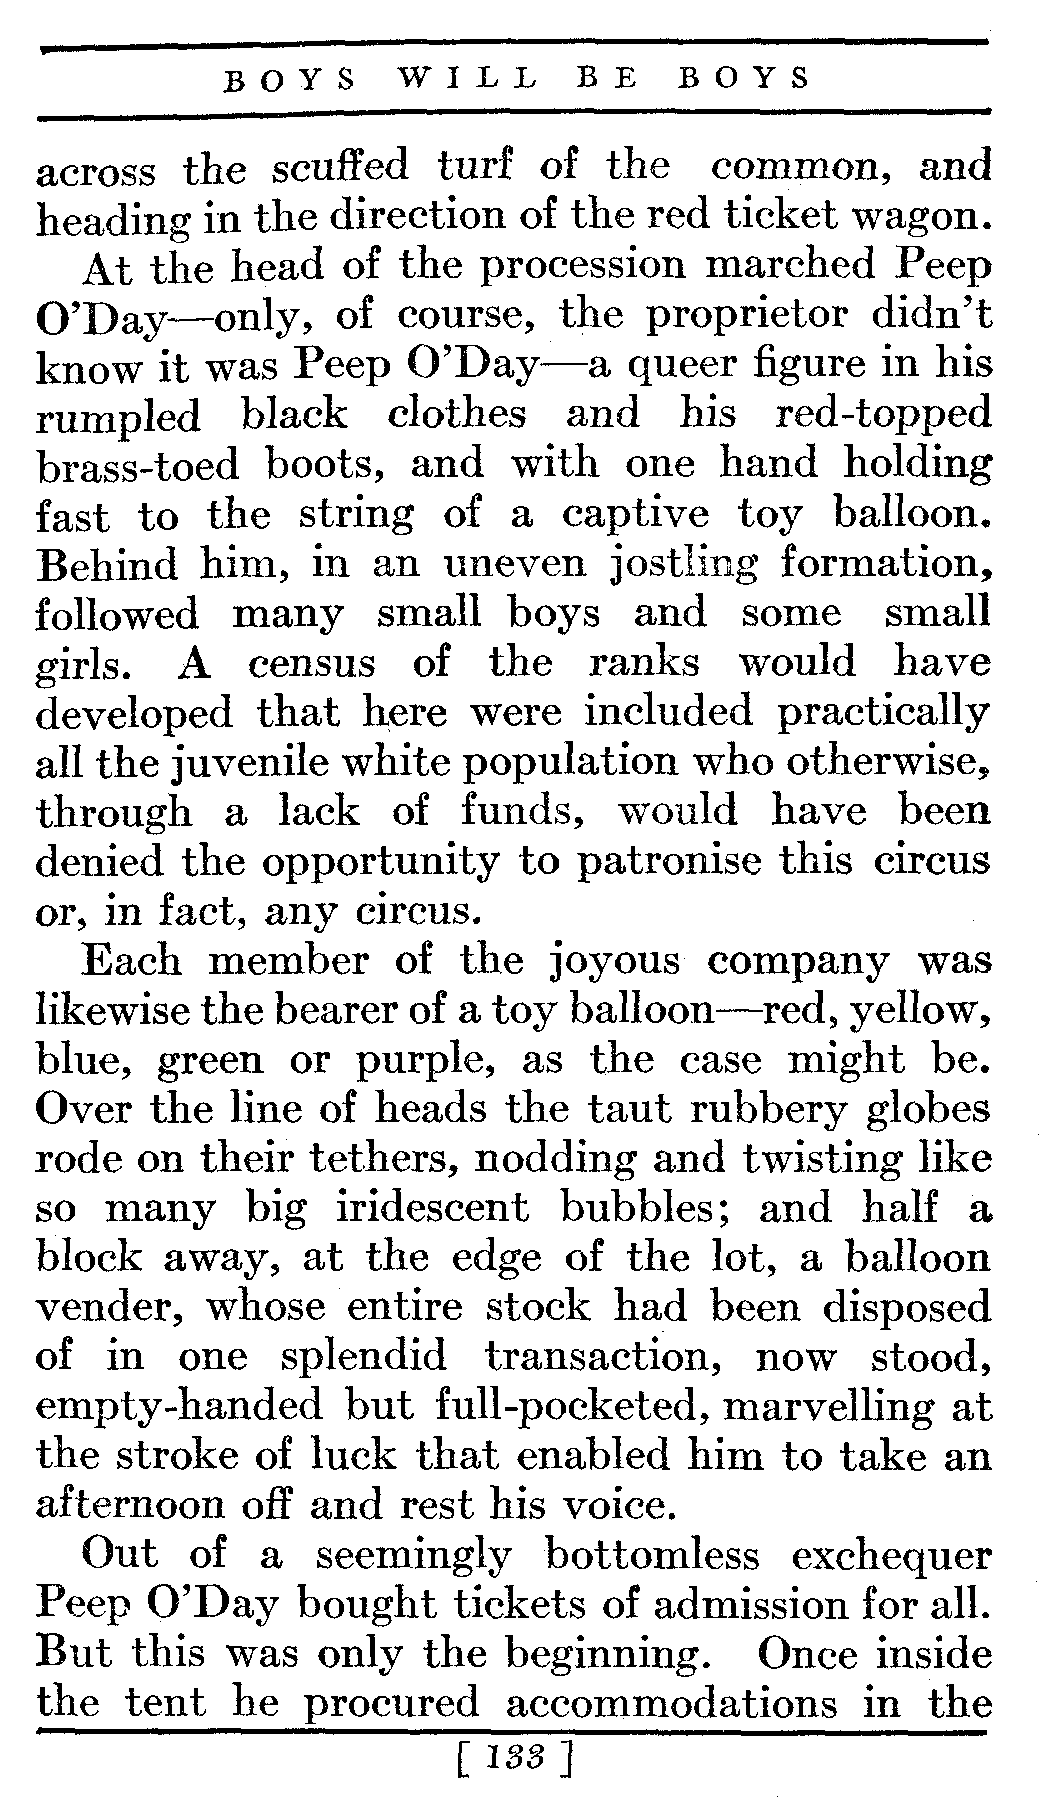 BOYS WILL BE BOYS
across the scuffed turf of the common, and
heading in the direction of the red ticket wagon.
At the head of the procession marched Peep
O'Day—only, of course, the proprietor didn't
know it was Peep O'Day—a queer figure in his
rumpled black clothes and his red-topped
brass-toed boots, and with one hand holding
fast to the string of a captive toy balloon.
Behind him, in an uneven jostling formation,
followed many small boys and some small
girls. A census of the ranks would have
developed that here were included practically
all the juvenile white population who otherwise,
through a lack of funds, would have been
denied the opportunity to patronise this circus
or, in fact, any circus.
Each member of the joyous company was
likewise the bearer of a toy balloon—red, yellow,
blue, green or purple, as the case might be.
Over the line of heads the taut rubbery globes
rode on their tethers, nodding and twisting like
so many big iridescent bubbles; and half a
block away, at the edge of the lot, a balloon
vender, whose entire stock had been disposed
of in one splendid transaction, now stood,
empty-handed but full-pocketed, marvelling at
the stroke of luck that enabled him to take an
afternoon off and rest his voice.
Out of a seemingly bottomless exchequer
Peep O'Day bought tickets of admission for all.
But this was only the beginning. Once inside
the tent he procured accommodations in the
[ 133 ]